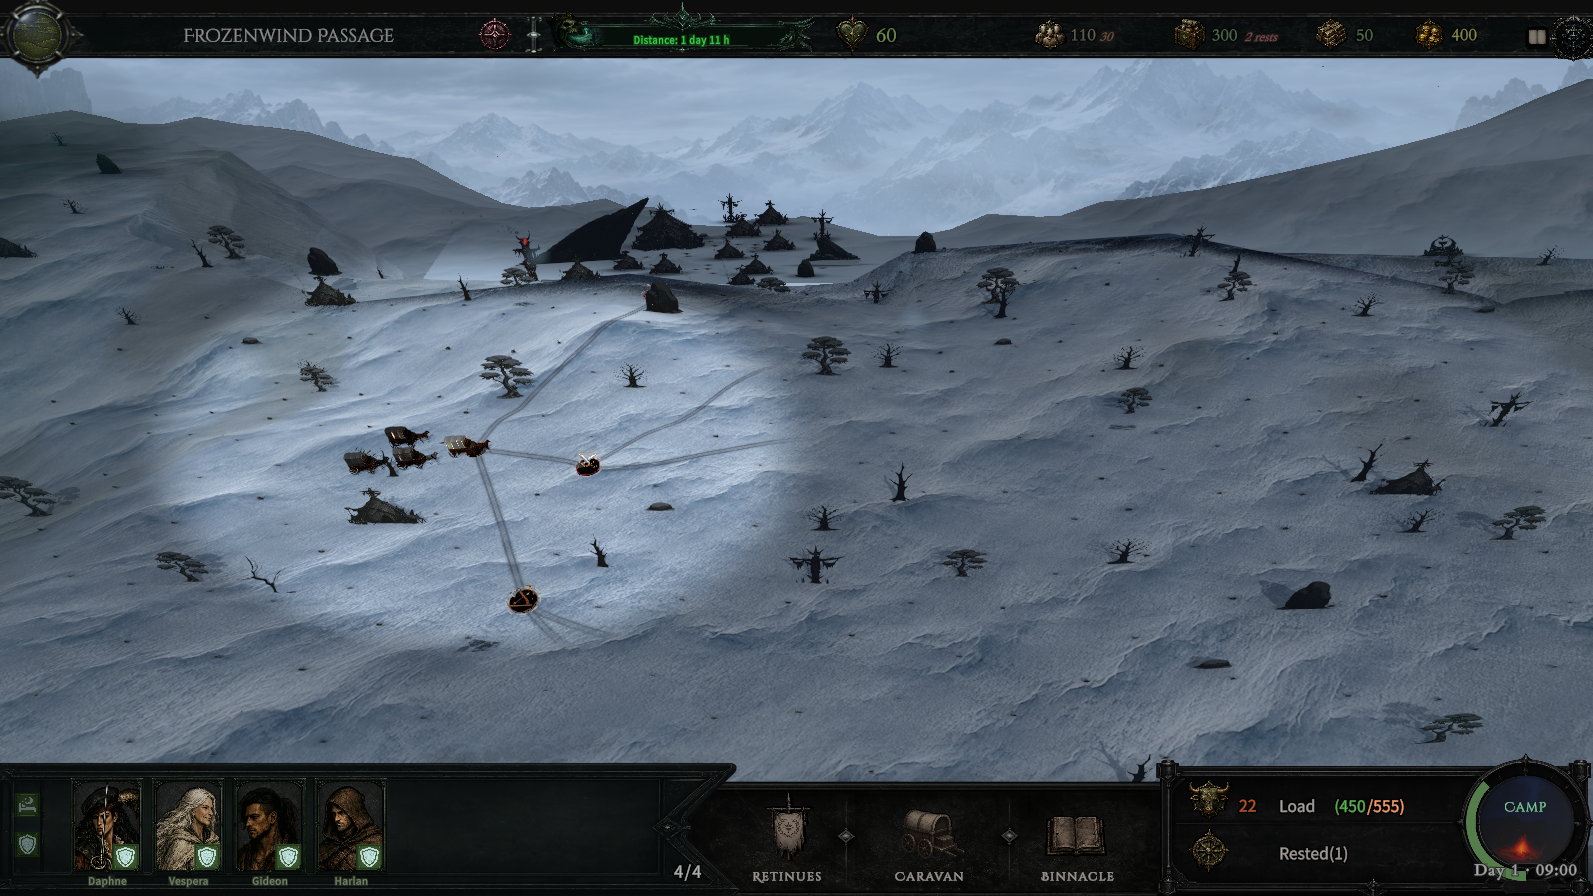 Frozenwind Passage
Distance: 1 day 11 h
60
110 30
300 2 rests
50
400
Daphne
Vespera
Gideon
Harlan
4/4
Retinues
Caravan
Binnacle
22 Load (450/555)
Rested(1)
Camp
Day 1 · 09:00